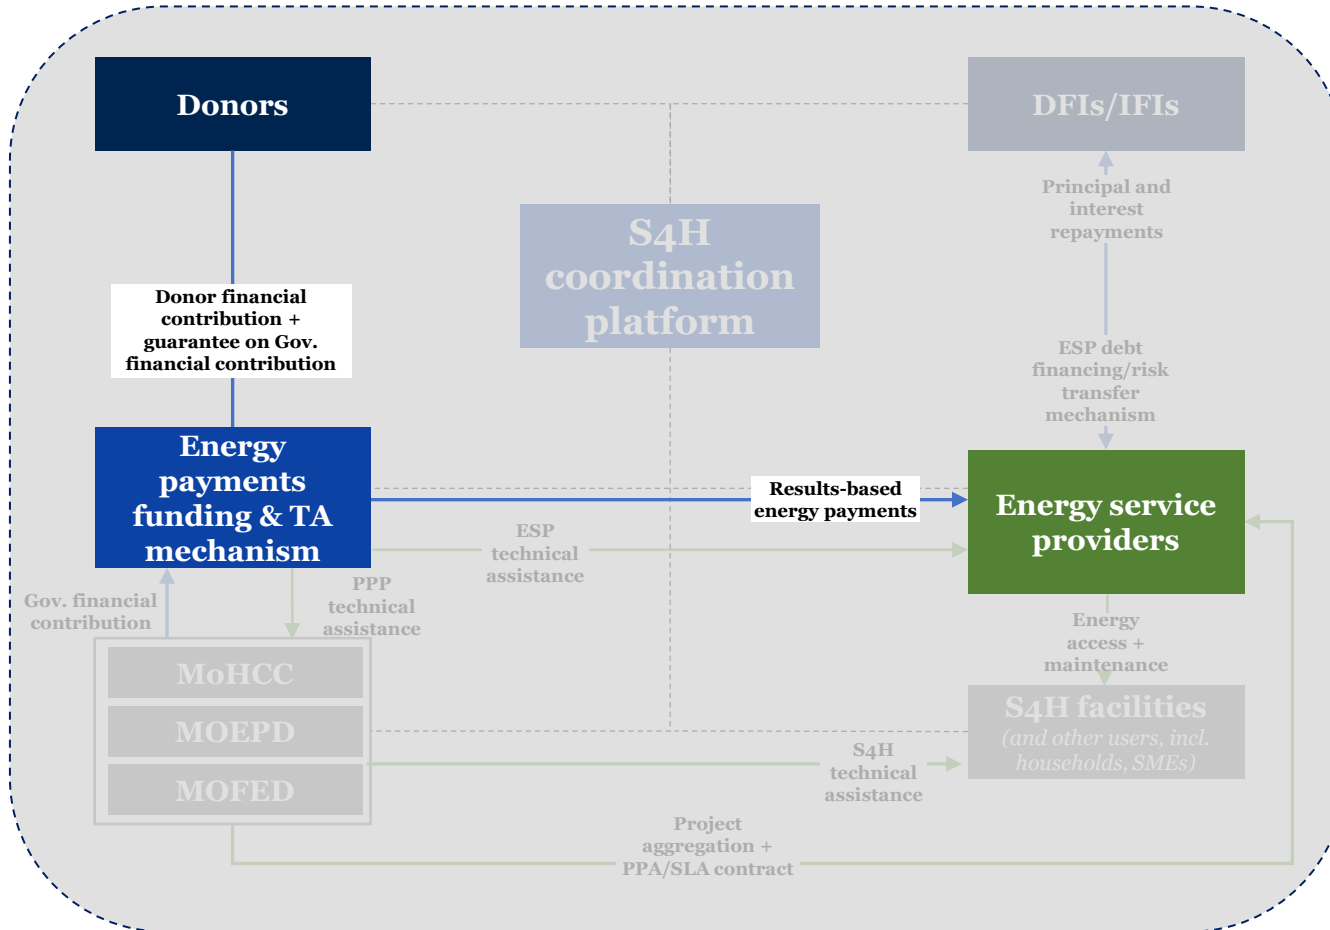 Donors
DFIs/IFIs
Principal and
interest
repayments
S4H
coordination
platform
Donor financial
contribution +
guarantee on Gov.
financial contribution
ESP debt
financing/risk
transfer
mechanism
Energy
payments
funding & TA
mechanism
Results-based
energy payments
Energy service
providers
ESP
technical
assistance
Gov. financial
contribution
PPP
technical
assistance
Energy
access +
maintenance
MoHCC
MOEPD
MOFED
S4H facilities
(and other users, incl.
households, SMEs)
S4H
technical
assistance
Project
aggregation +
PPA/SLA contract